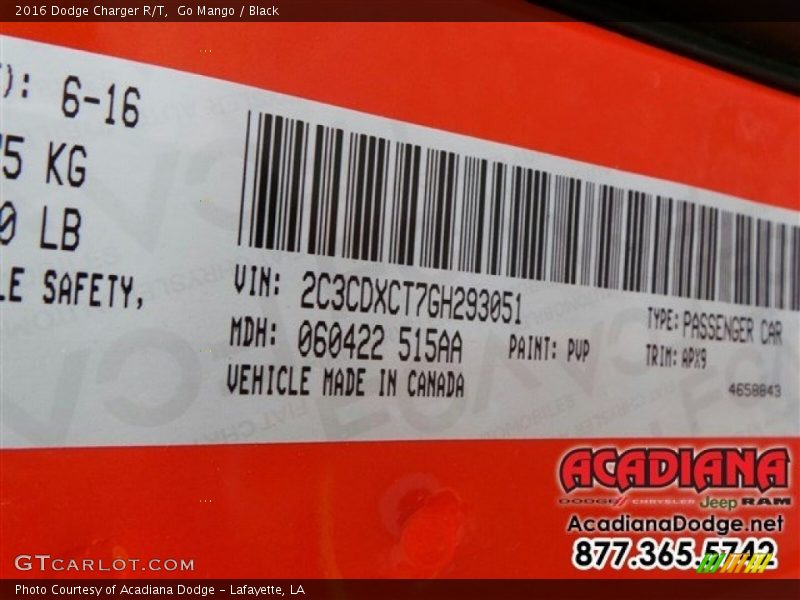 2016 Dodge Charger R/T,  Go Mango / Black
): 6-16
75 KG
0 LB
LE SAFETY,
VIN: 2C3CDXCT7GH293051
MDH: 060422 515AA
PAINT: PVP
VEHICLE MADE IN CANADA
TYPE: PASSENGER CAR
TRIM: APX9
4658843
ACADIANA
DODGE CHRYSLER Jeep RAM
AcadianaDodge.net
877.365.5742
GTCARLOT.COM
Photo Courtesy of Acadiana Dodge - Lafayette, LA